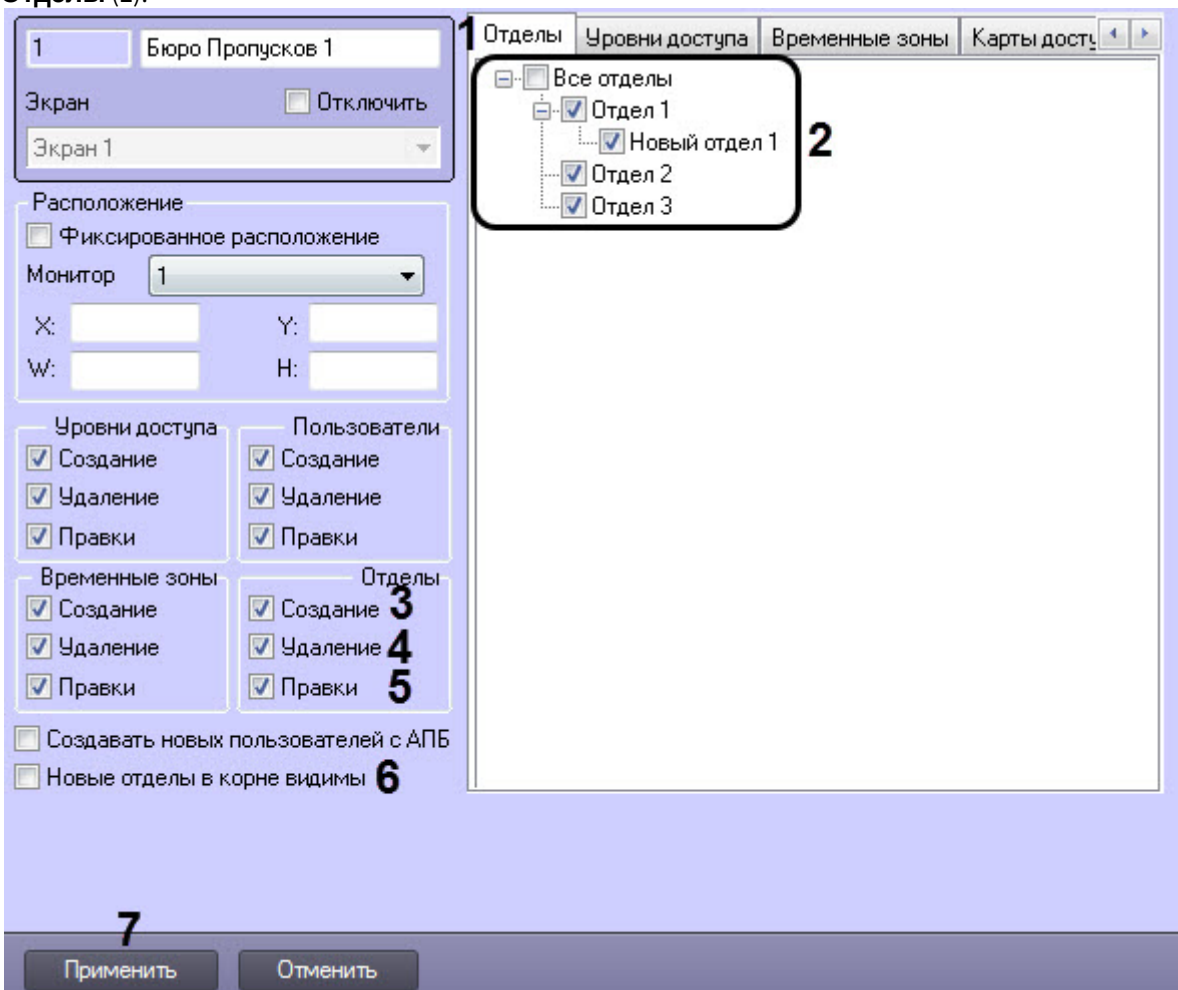 Отделы (2).
1 Бюро Пропусков 1
Экран Отключить
Экран 1
Расположение
Фиксированное расположение
Монитор 1
X: Y:
W: H:
Уровни доступа Пользователи
Создание Создание
Удаление Удаление
Правки Правки
Временные зоны Отделы
Создание Создание 3
Удаление Удаление 4
Правки Правки 5
Создавать новых пользователей с АПБ
Новые отделы в корне видимы 6
1 Отделы Уровни доступа Временные зоны Карты досту
Все отделы
Отдел 1
Новый отдел 1 2
Отдел 2
Отдел 3
7
Применить Отменить